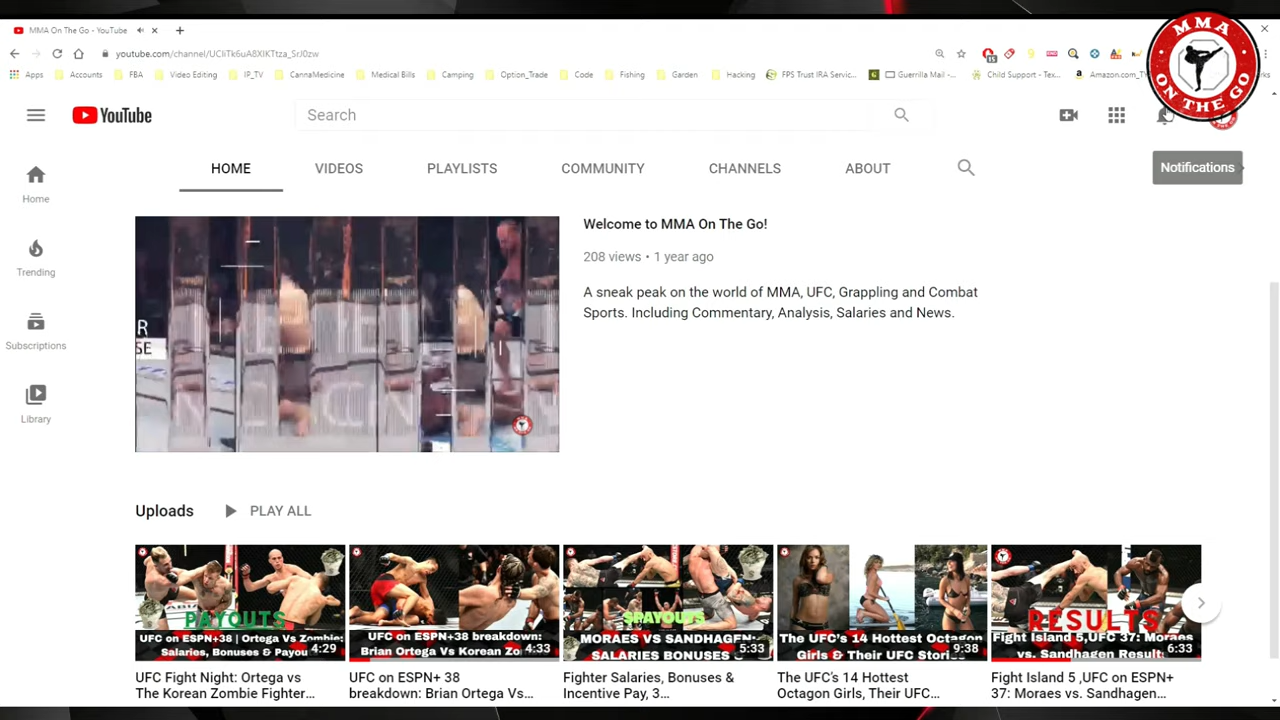 MMA On The Go - YouTube
youtube.com/channel/UCIiTk6uA8XIKTtza_SrJ0zw
Apps Accounts FBA Video Editing IP_TV CannaMedicine Medical Bills Camping Option_Trade Code Fishing Garden Hacking FPS Trust IRA Servic... Guerrilla Mail -... Child Support - Tex... Amazon.com_T
MMA
ON THE GO
YouTube
Search
HOME VIDEOS PLAYLISTS COMMUNITY CHANNELS ABOUT
Notifications
Home
Trending
Subscriptions
Library
R
SE
Welcome to MMA On The Go!
208 views • 1 year ago
A sneak peak on the world of MMA, UFC, Grappling and Combat
Sports. Including Commentary, Analysis, Salaries and News.
Uploads PLAY ALL
PAYOUTS
UFC on ESPN+38 | Ortega Vs Zombie:
Salaries, Bonuses & Payou
4:29
UFC on ESPN+38 breakdown:
Brian Ortega Vs Korean Zo
4:33
$PAYOUTS
MORAES VS SANDHAGEN:
SALARIES BONUSES
5:33
The UFC's 14 Hottest Octagon
Girls & Their UFC Stori
9:38
RESULTS
Fight Island 5,UFC 37: Moraes
vs. Sandhagen Result
6:33
UFC Fight Night: Ortega vs
The Korean Zombie Fighter...
UFC on ESPN+ 38
breakdown: Brian Ortega Vs...
Fighter Salaries, Bonuses &
Incentive Pay, 3...
The UFC's 14 Hottest
Octagon Girls, Their UFC...
Fight Island 5 ,UFC on ESPN+
37: Moraes vs. Sandhagen...